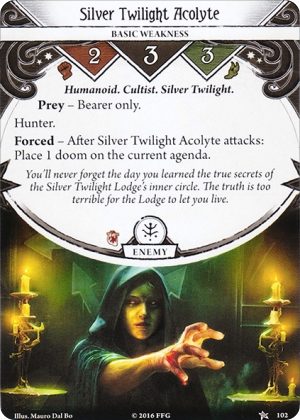 Silver Twilight Acolyte
BASIC WEAKNESS
2 3 3
Humanoid. Cultist. Silver Twilight.
Prey – Bearer only.
Hunter.
Forced – After Silver Twilight Acolyte attacks:
Place 1 doom on the current agenda.
You'll never forget the day you learned the true secrets
of the Silver Twilight Lodge's inner circle. The truth is too
terrible for the Lodge to let you live.
ENEMY
Illus. Mauro Dal Bo © 2016 FFG 102